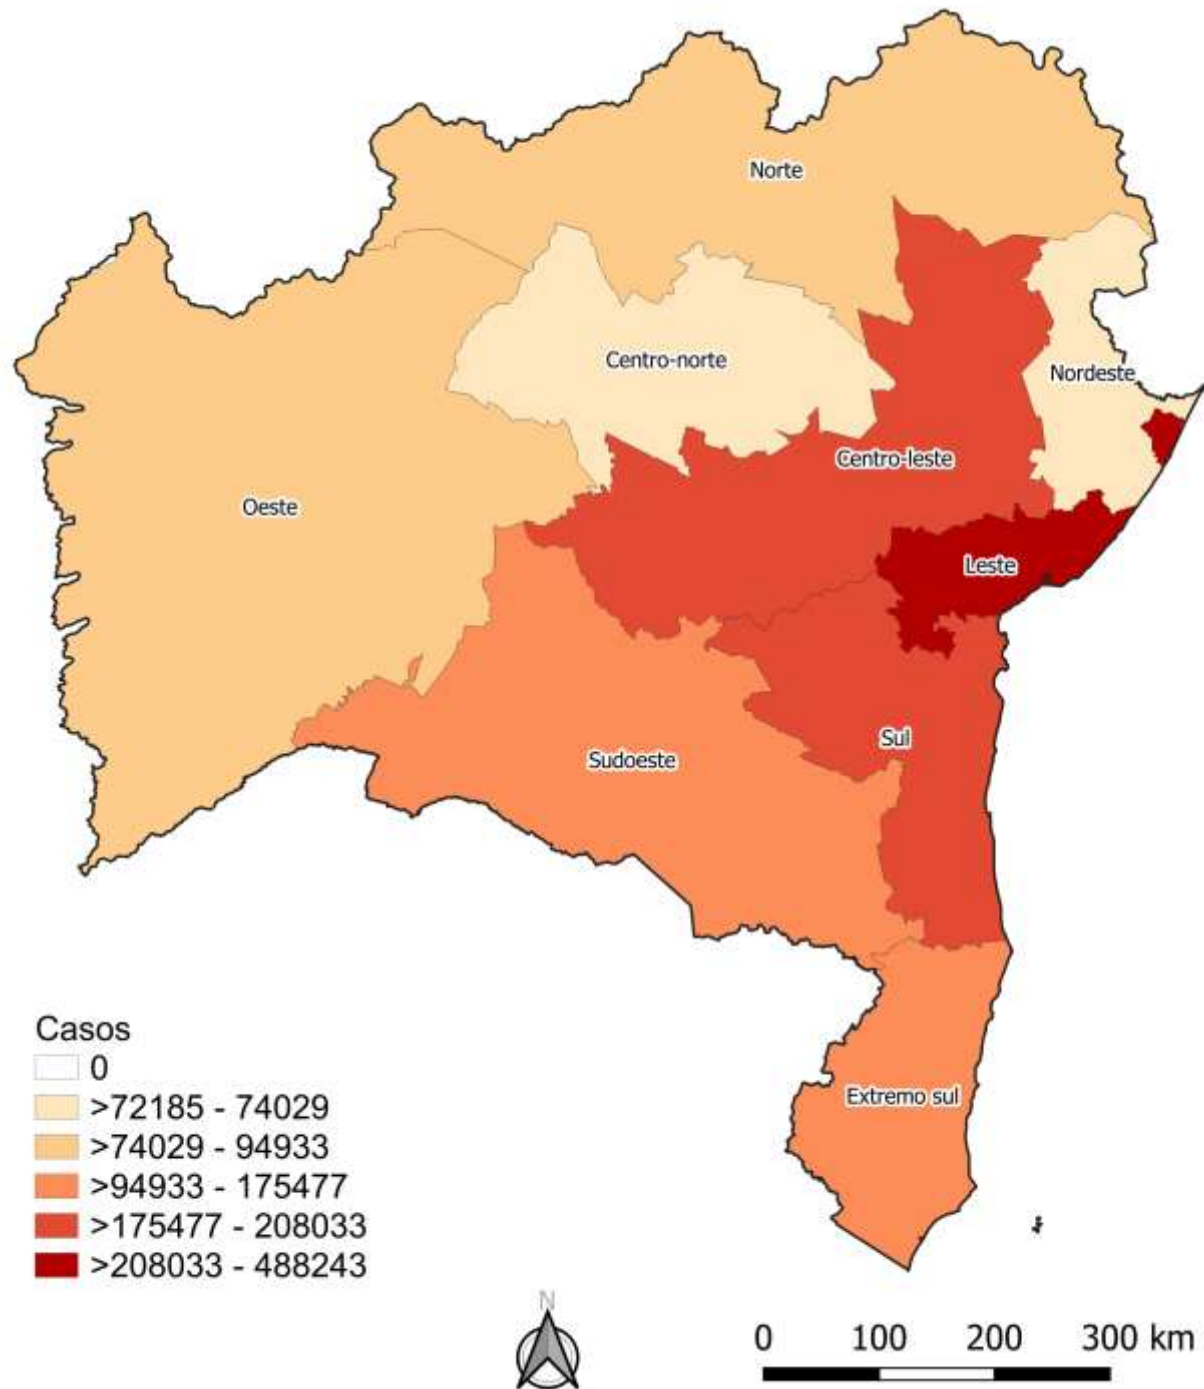 Norte
Centro-norte
Nordeste
Centro-leste
Oeste
Leste
Sul
Sudoeste
Extremo sul
Casos
0
>72185 - 74029
>74029 - 94933
>94933 - 175477
>175477 - 208033
>208033 - 488243
N
0 100 200 300 km